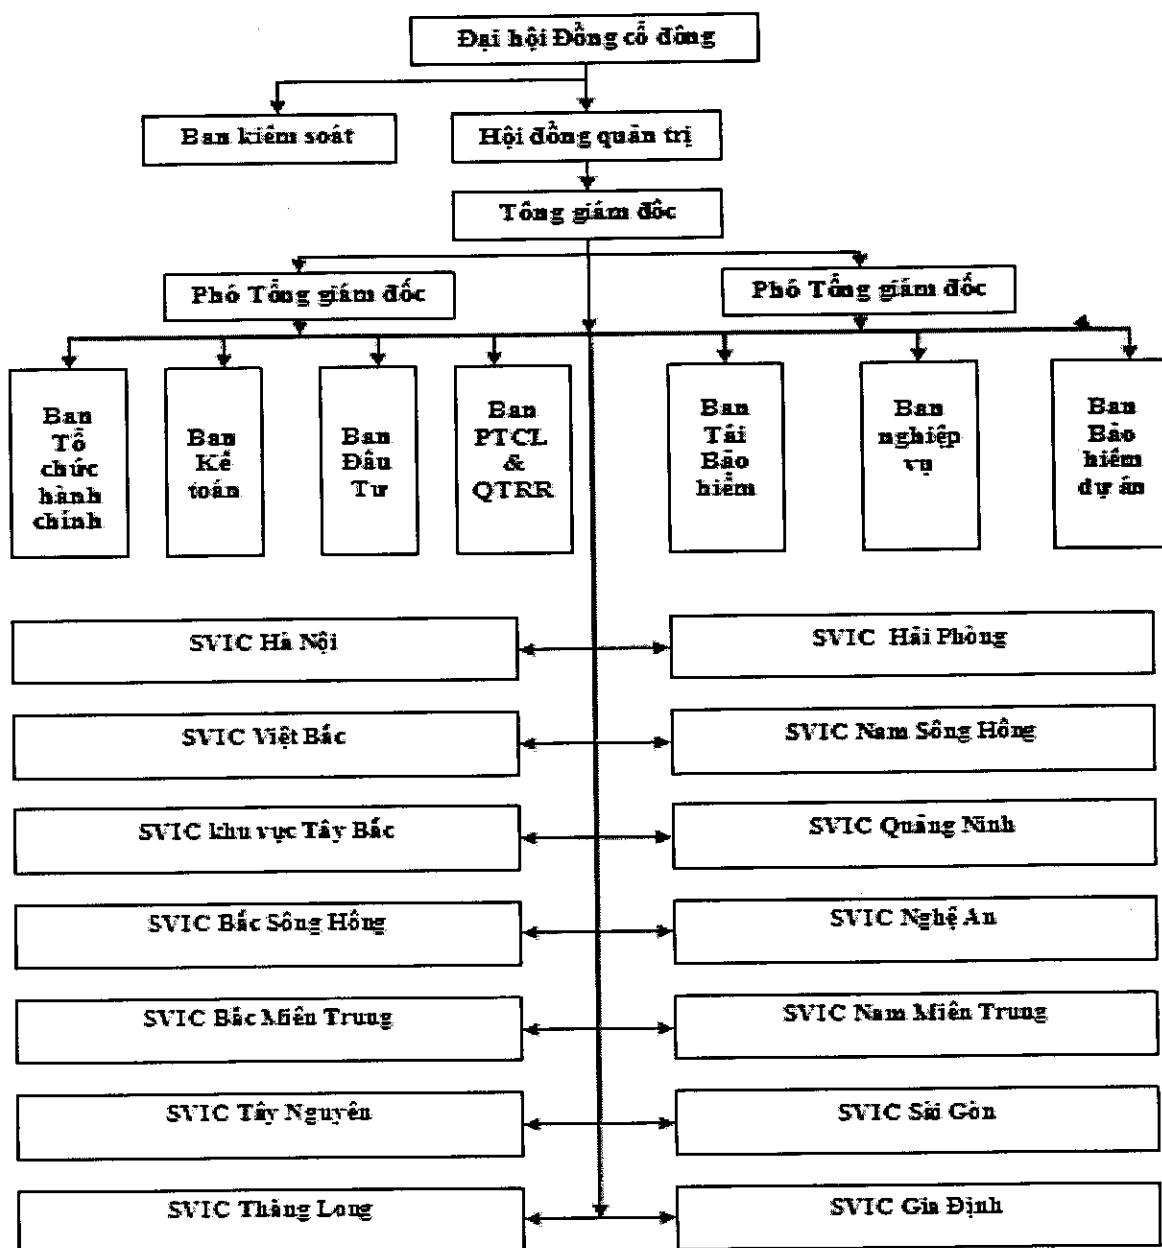 Đại hội Đồng cổ đông
Ban kiểm soát
Hội đồng quản trị
Tổng giám đốc
Phó Tổng giám đốc
Phó Tổng giám đốc
Ban
Tổ
chức
hành
chính
Ban
Kế
toán
Ban
Đầu
Tư
Ban
PTCL
&
QTRR
Ban
Tái
Bảo
hiểm
Ban
nghiệp
vụ
Ban
Bảo
hiểm
dự án
SVIC Hà Nội
SVIC Hải Phòng
SVIC Việt Bắc
SVIC Nam Sông Hồng
SVIC khu vực Tây Bắc
SVIC Quảng Ninh
SVIC Bắc Sông Hồng
SVIC Nghệ An
SVIC Bắc Miền Trung
SVIC Nam Miền Trung
SVIC Tây Nguyên
SVIC Sài Gòn
SVIC Thăng Long
SVIC Gia Định